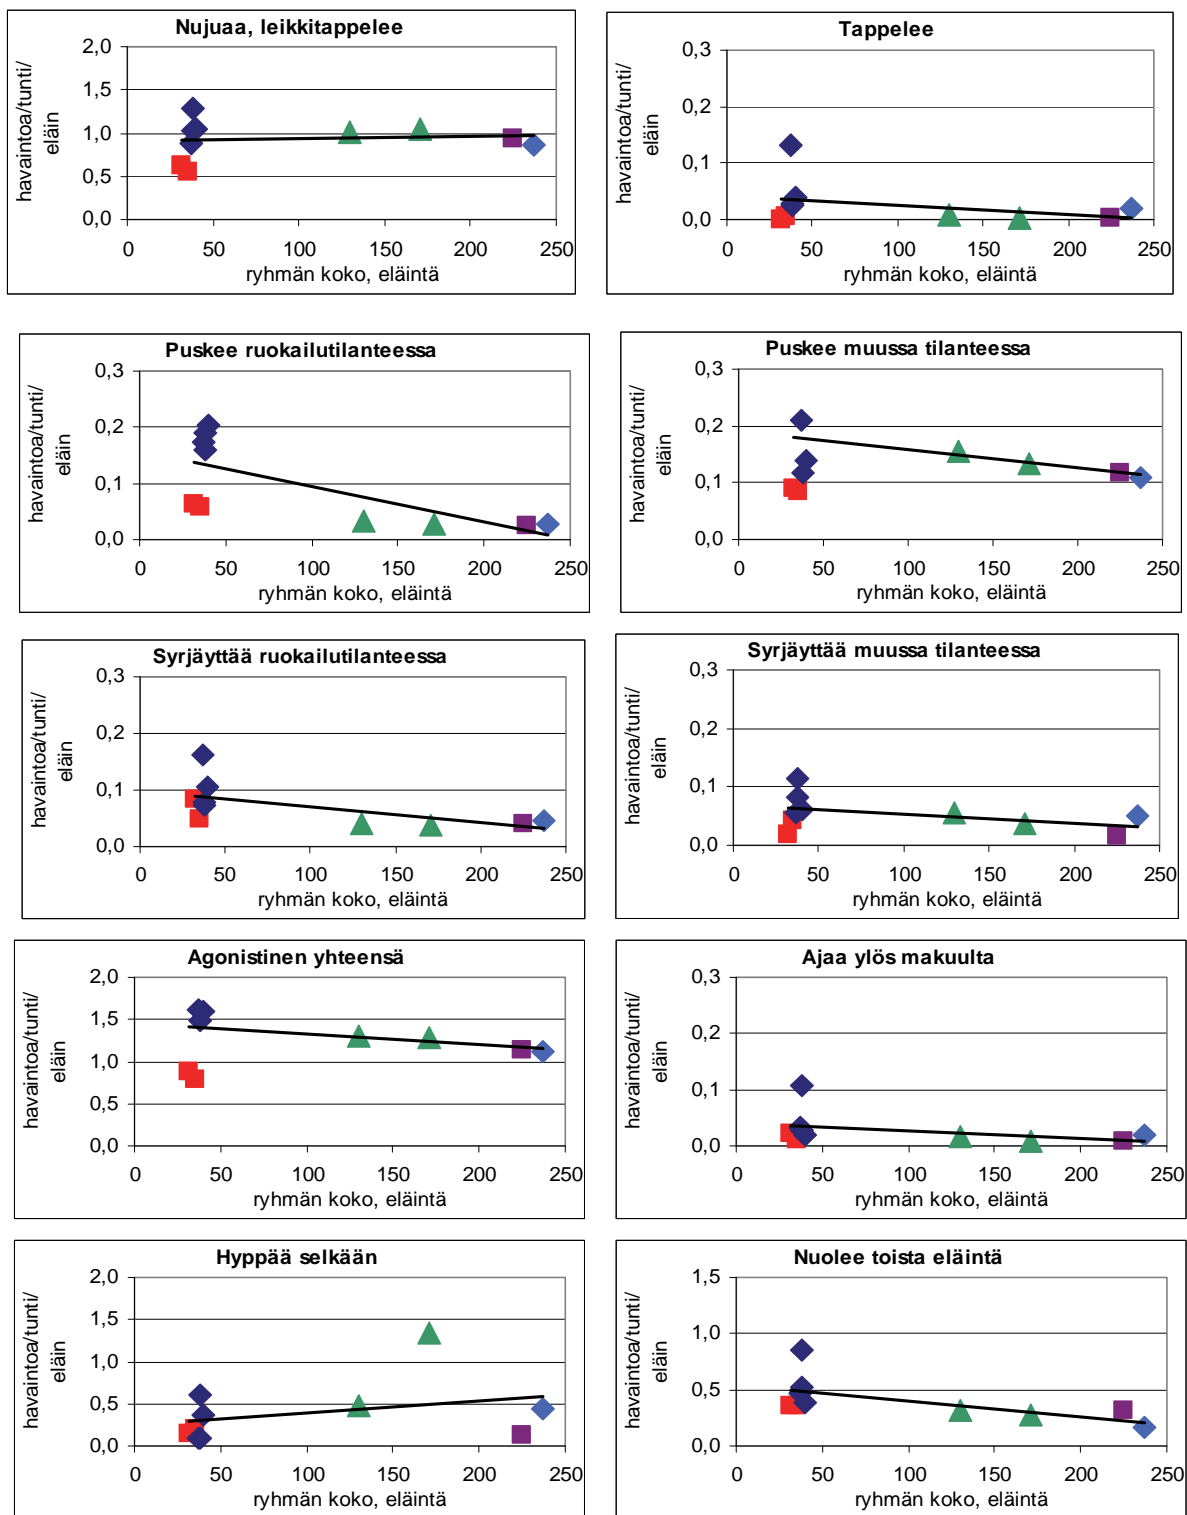 Nujuaa, leikkitappelee
havaintoa/tunti/
eläin
2,0
1,5
1,0
0,5
0,0
0 50 100 150 200 250
ryhmän koko, eläintä
Tappelee
havaintoa/tunti/
eläin
0,3
0,2
0,1
0,0
0 50 100 150 200 250
ryhmän koko, eläintä
Puskee ruokailutilanteessa
havaintoa/tunti/
eläin
0,3
0,2
0,1
0,0
0 50 100 150 200 250
ryhmän koko, eläintä
Puskee muussa tilanteessa
havaintoa/tunti/
eläin
0,3
0,2
0,1
0,0
0 50 100 150 200 250
ryhmän koko, eläintä
Syrjäyttää ruokailutilanteessa
havaintoa/tunti/
eläin
0,3
0,2
0,1
0,0
0 50 100 150 200 250
ryhmän koko, eläintä
Syrjäyttää muussa tilanteessa
havaintoa/tunti/
eläin
0,3
0,2
0,1
0,0
0 50 100 150 200 250
ryhmän koko, eläintä
Agonistinen yhteensä
havaintoa/tunti/
eläin
2,0
1,5
1,0
0,5
0,0
0 50 100 150 200 250
ryhmän koko, eläintä
Ajaa ylös makuulta
havaintoa/tunti/
eläin
0,3
0,2
0,1
0,0
0 50 100 150 200 250
ryhmän koko, eläintä
Hyppää selkään
havaintoa/tunti/
eläin
2,0
1,5
1,0
0,5
0,0
0 50 100 150 200 250
ryhmän koko, eläintä
Nuolee toista eläintä
havaintoa/tunti/
eläin
1,5
1,0
0,5
0,0
0 50 100 150 200 250
ryhmän koko, eläintä